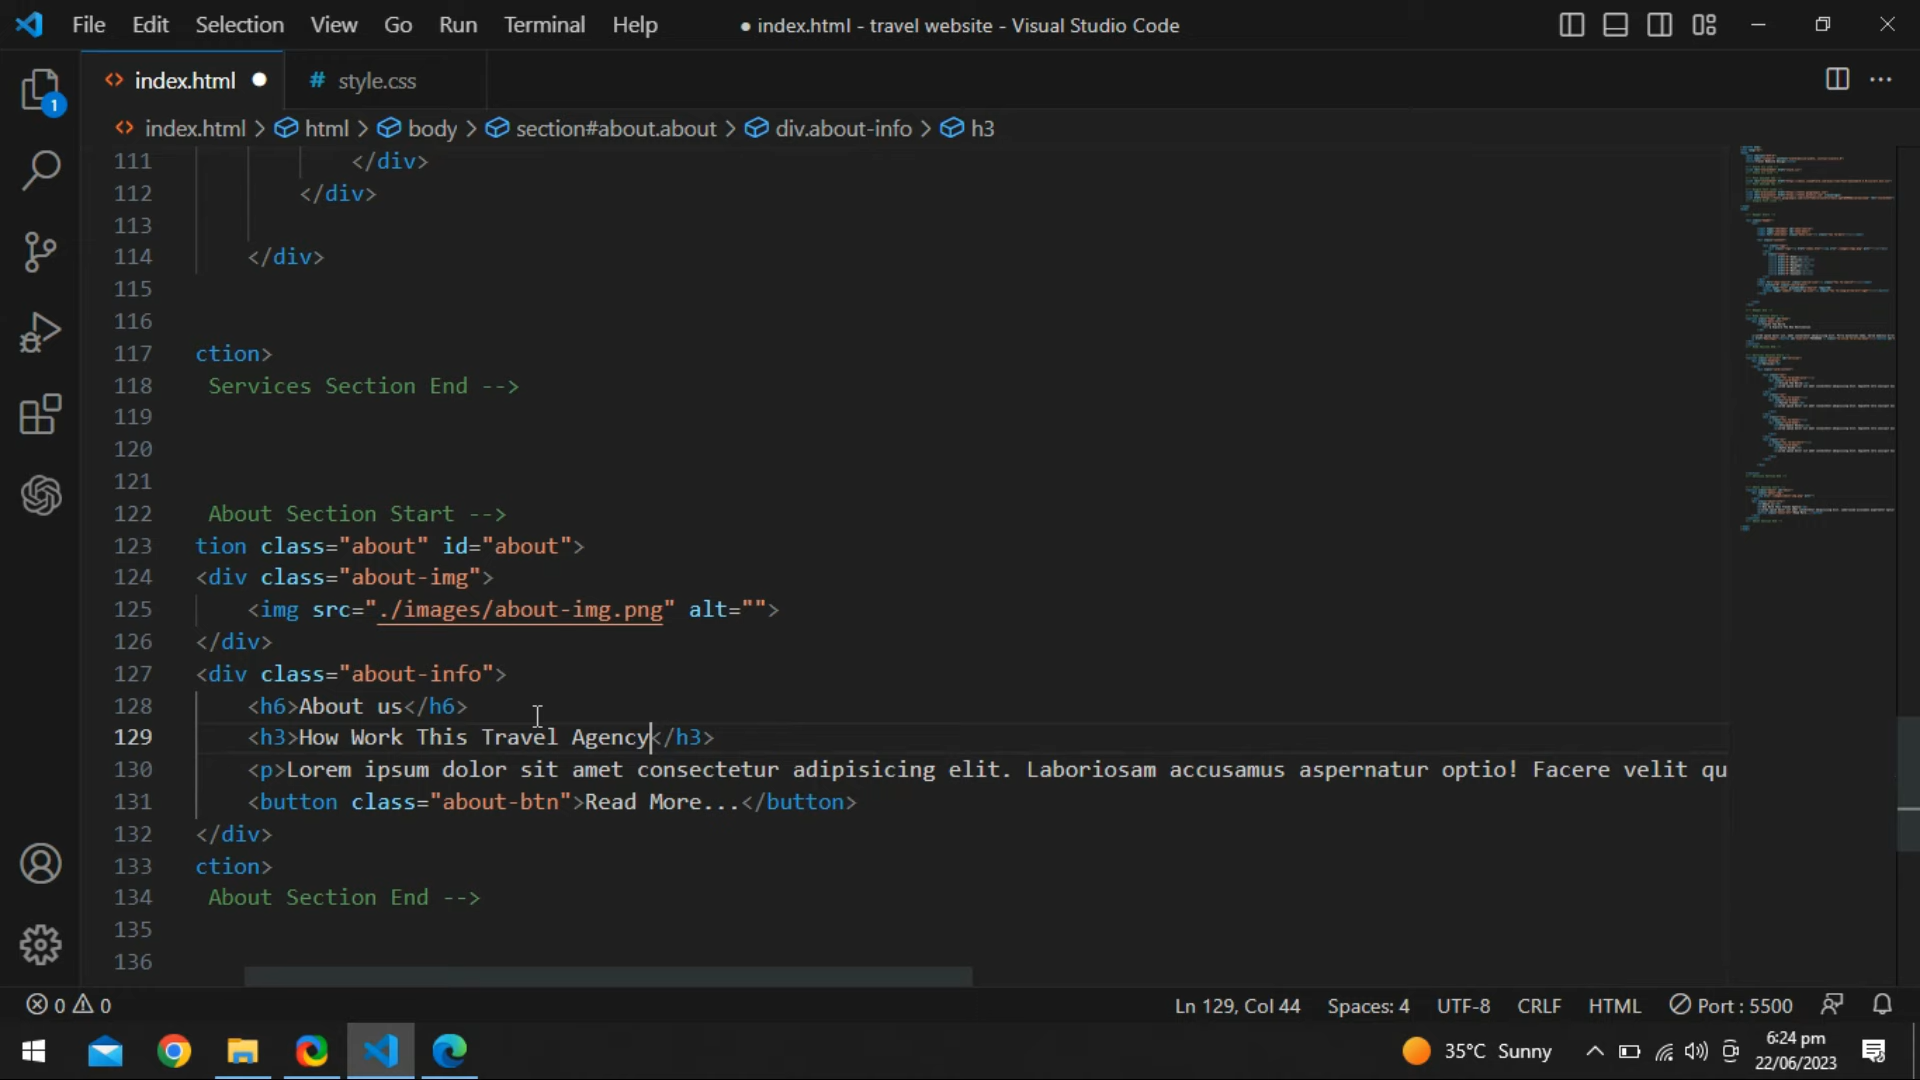 File Edit Selection View Go Run Terminal Help ● index.html - travel website - Visual Studio Code
<> index.html ● # style.css
<> index.html > html > body > section#about.about > div.about-info > h3
1
111 </div>
112 </div>
113
114 </div>
115
116
117 ction>
118 Services Section End -->
119
120
121
122 About Section Start -->
123 tion class="about" id="about">
124 <div class="about-img">
125 <img src="./images/about-img.png" alt="">
126 </div>
127 <div class="about-info">
128 <h6>About us</h6>
129 <h3>How Work This Travel Agency</h3>
130 <p>Lorem ipsum dolor sit amet consectetur adipisicing elit. Laboriosam accusamus aspernatur optio! Facere velit qu
131 <button class="about-btn">Read More...</button>
132 </div>
133 ction>
134 About Section End -->
135
136
0 0 Ln 129, Col 44 Spaces: 4 UTF-8 CRLF HTML Port : 5500
35°C Sunny 6:24 pm
22/06/2023